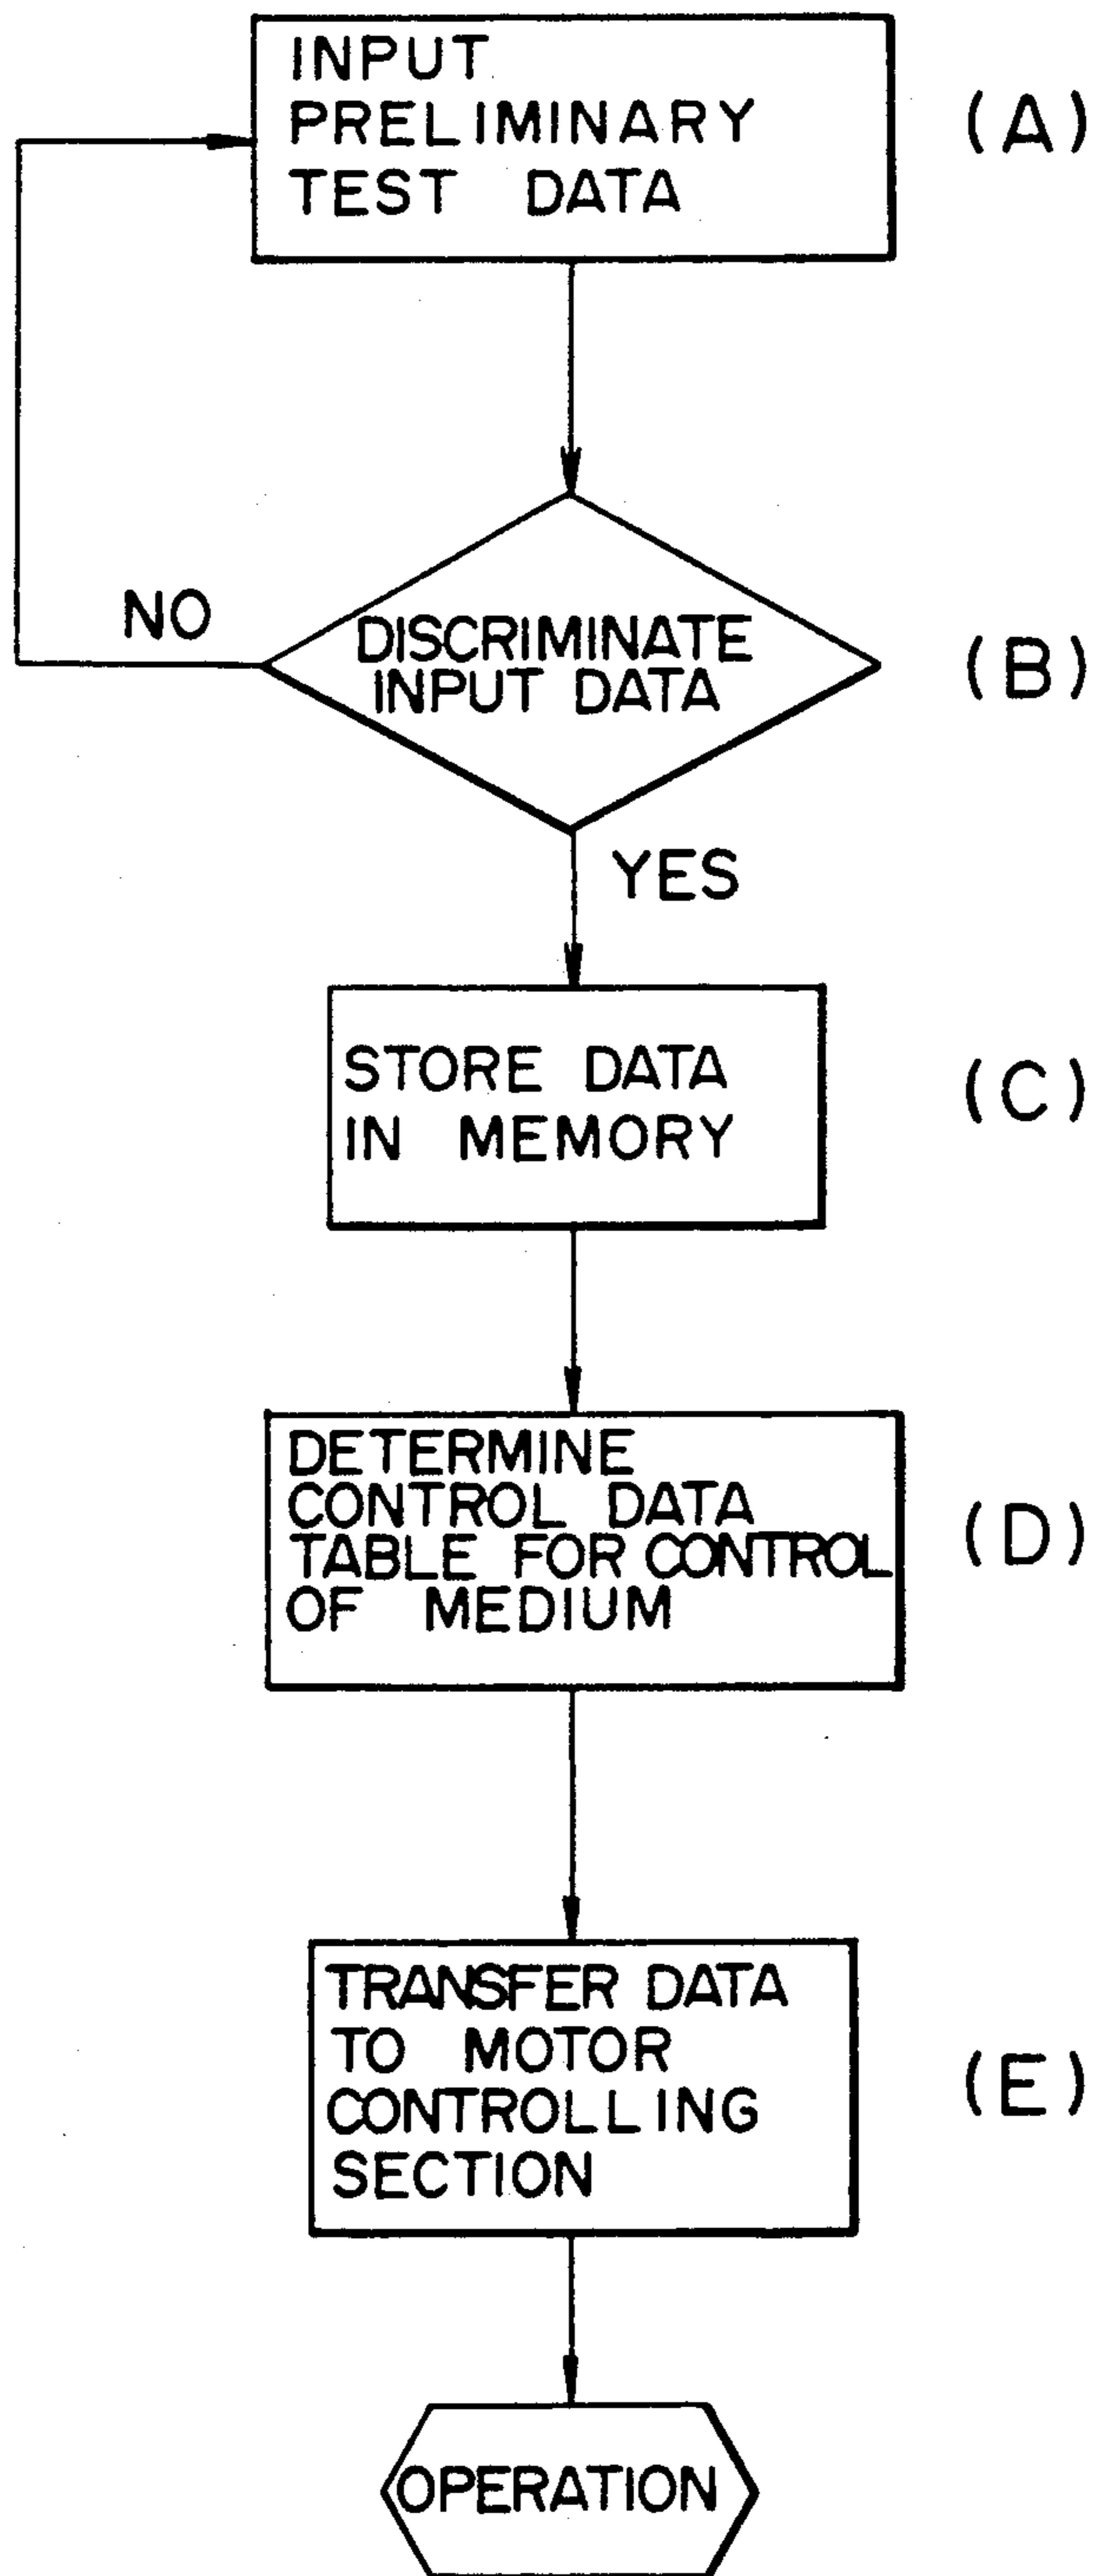 INPUT
PRELIMINARY
TEST DATA
(A)
NO
DISCRIMINATE
INPUT DATA
(B)
YES
STORE DATA
IN MEMORY
(C)
DETERMINE
CONTROL DATA
TABLE FOR CONTROL
OF MEDIUM
(D)
TRANSFER DATA
TO MOTOR
CONTROLLING
SECTION
(E)
OPERATION